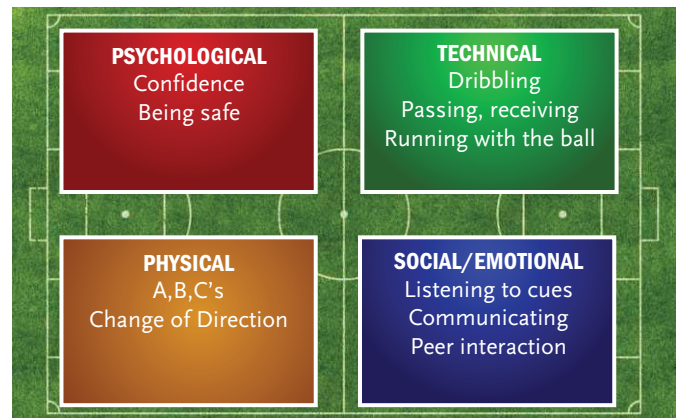 PSYCHOLOGICAL
Confidence
Being safe
TECHNICAL
Dribbling
Passing, receiving
Running with the ball
PHYSICAL
A,B,C's
Change of Direction
SOCIAL/EMOTIONAL
Listening to cues
Communicating
Peer interaction